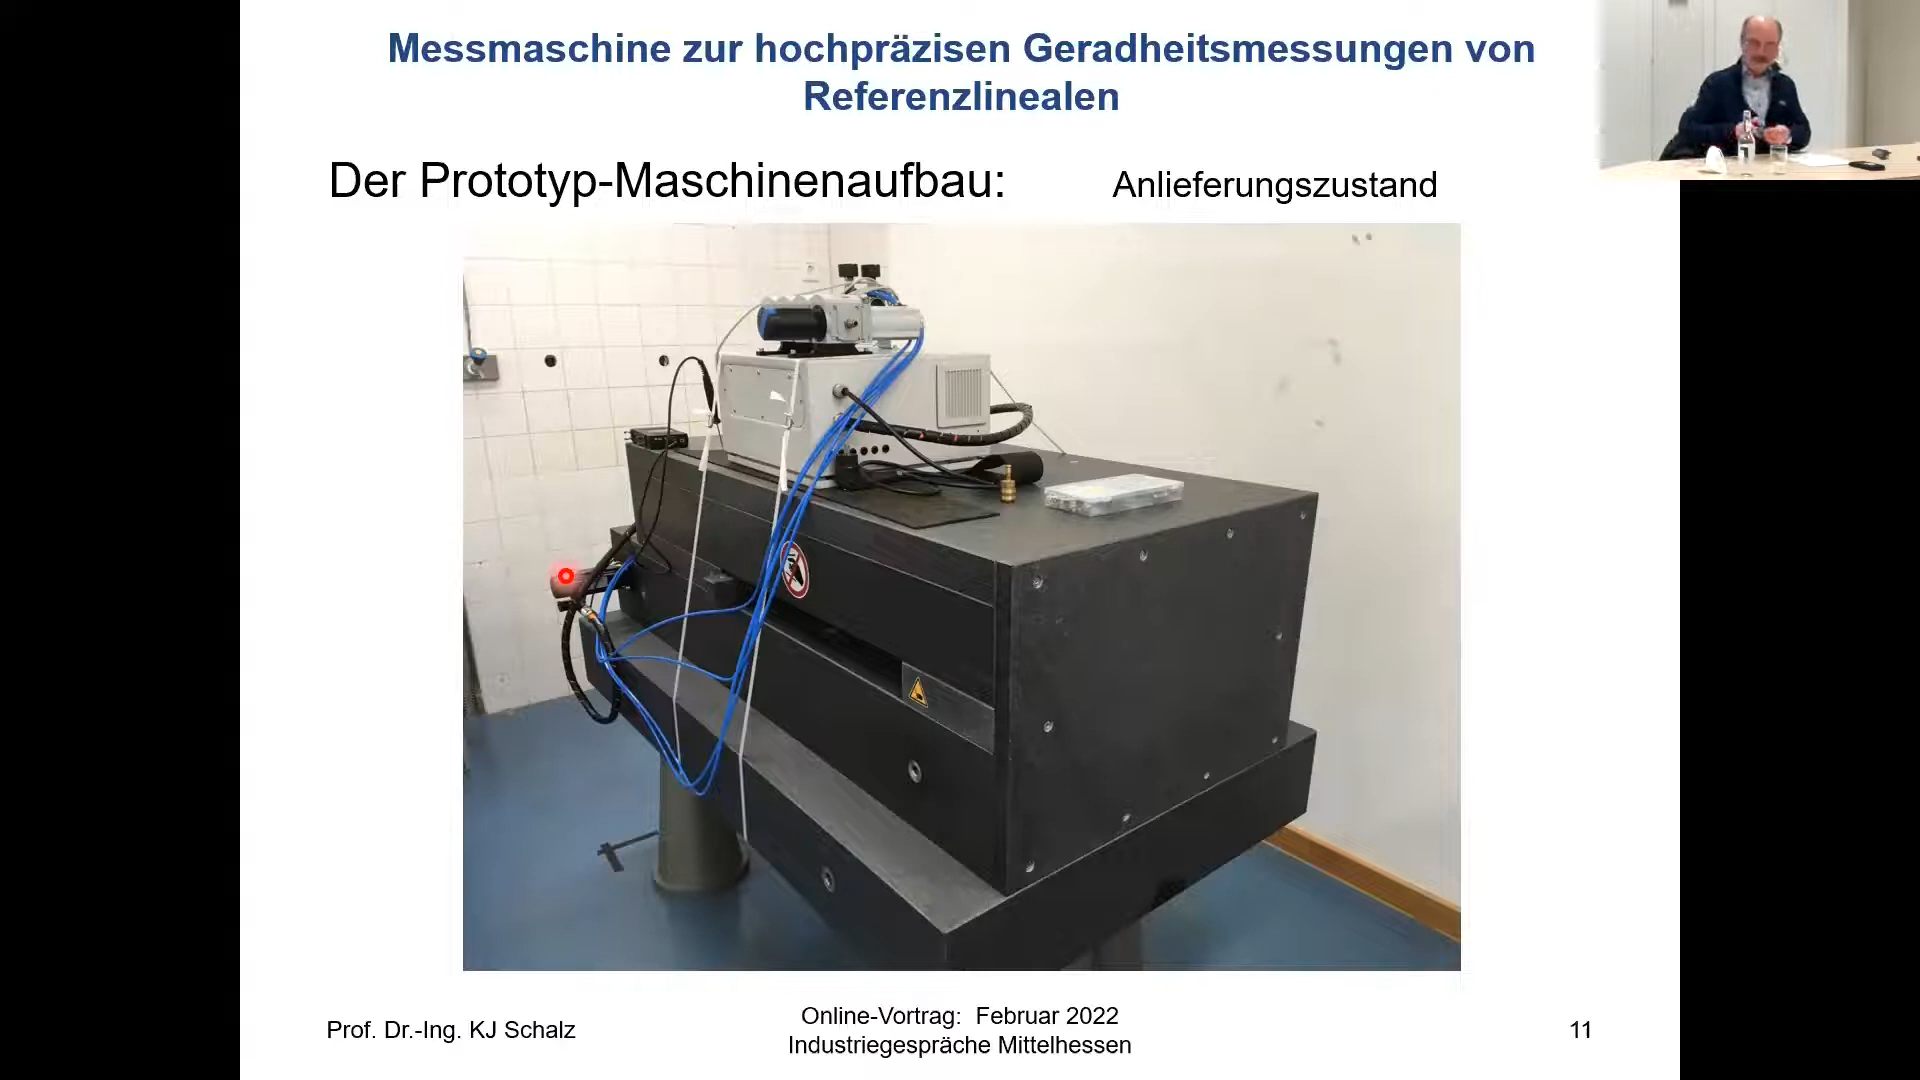 Messmaschine zur hochpräzisen Geradheitsmessungen von
Referenzlinealen
Der Prototyp-Maschinenaufbau:
Anlieferungszustand
Prof. Dr.-Ing. KJ Schalz
Online-Vortrag: Februar 2022
Industriegespräche Mittelhessen
11